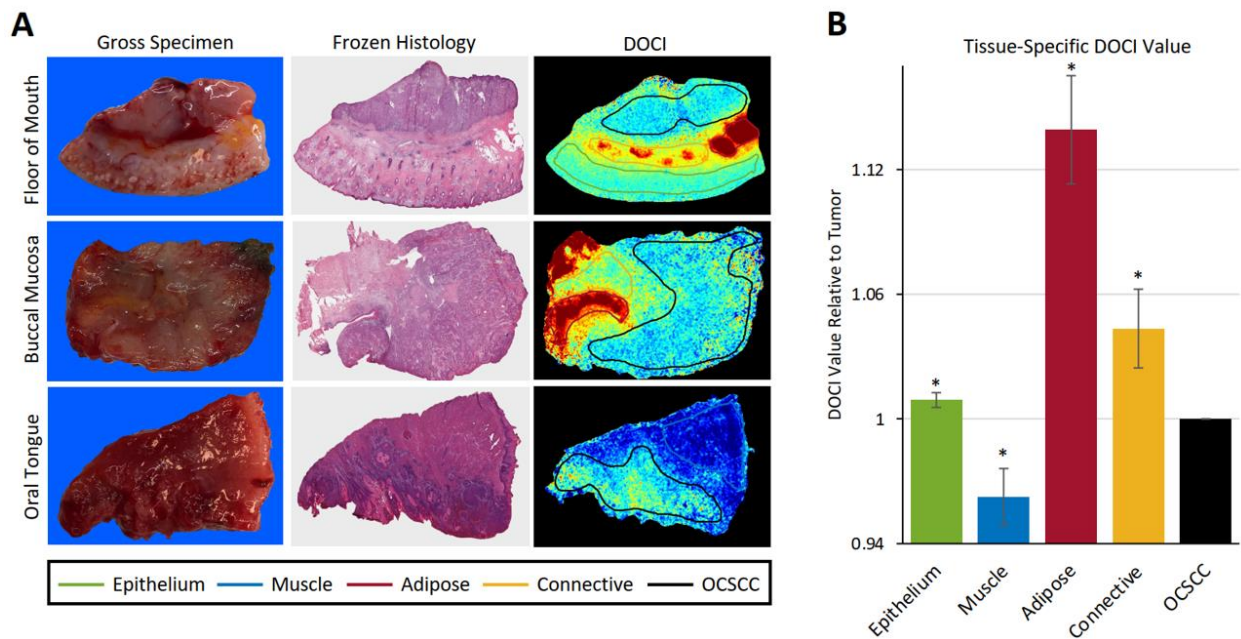 A
Gross Specimen
Frozen Histology
DOCI
Floor of Mouth
Buccal Mucosa
Oral Tongue
Epithelium
Muscle
Adipose
Connective
OCSCC
B
Tissue-Specific DOCI Value
DOCI Value Relative to Tumor
1.12
1.06
1
0.94
*
*
*
*
Epithelium
Muscle
Adipose
Connective
OCSCC